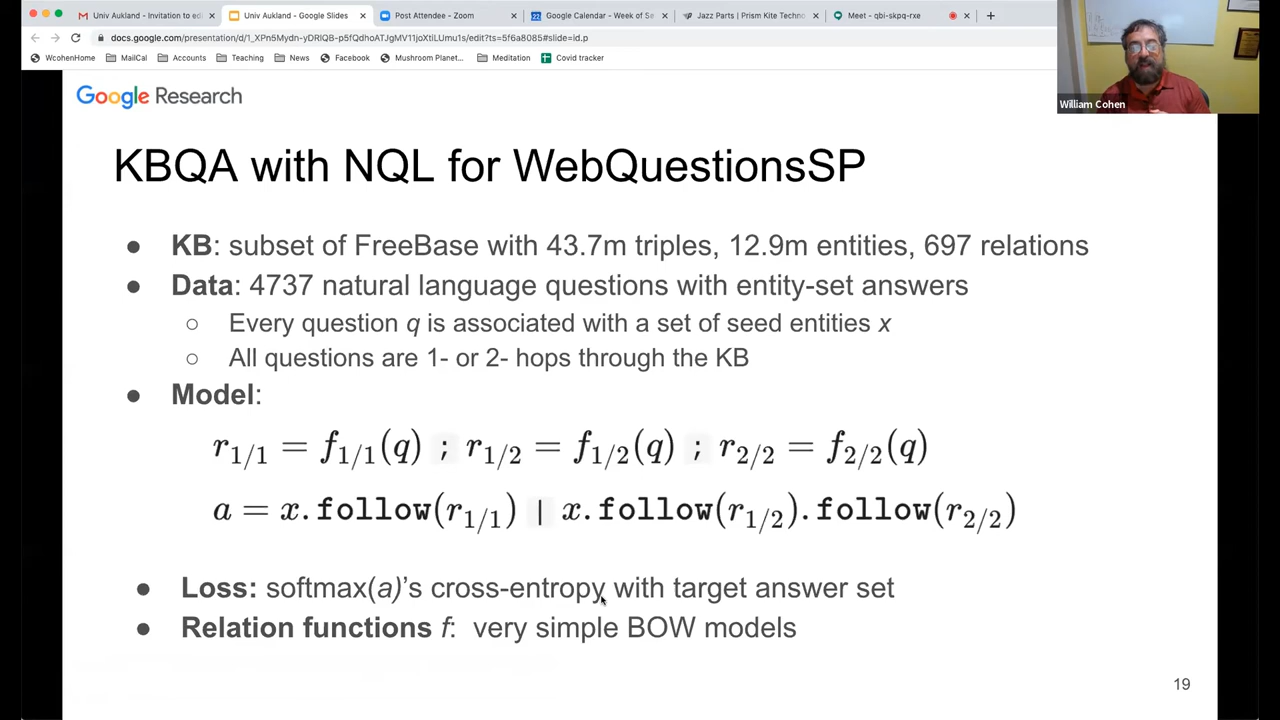 Univ Aukland - Invitation to edi
Univ Aukland - Google Slides
Post Attendee - Zoom
Google Calendar - Week of Se
Jazz Parts | Prism Kite Techno
Meet - qbi-skpq-rxe
docs.google.com/presentation/d/1_XPn5Mydn-yDRlQB-p5fQdhoATJgMV11joXtiLUmu1s/edit?ts=5f6a8085#slide=id.p
WcohenHome
MailCal
Accounts
Teaching
News
Facebook
Mushroom Planet...
Meditation
Covid tracker
William Cohen
Google Research
KBQA with NQL for WebQuestionsSP
● KB: subset of FreeBase with 43.7m triples, 12.9m entities, 697 relations
● Data: 4737 natural language questions with entity-set answers
○ Every question q is associated with a set of seed entities x
○ All questions are 1- or 2- hops through the KB
● Model:
r1/1 = f1/1(q) ; r1/2 = f1/2(q) ; r2/2 = f2/2(q)
a = x.follow(r1/1) | x.follow(r1/2).follow(r2/2)
● Loss: softmax(a)'s cross-entropy with target answer set
● Relation functions f: very simple BOW models
19